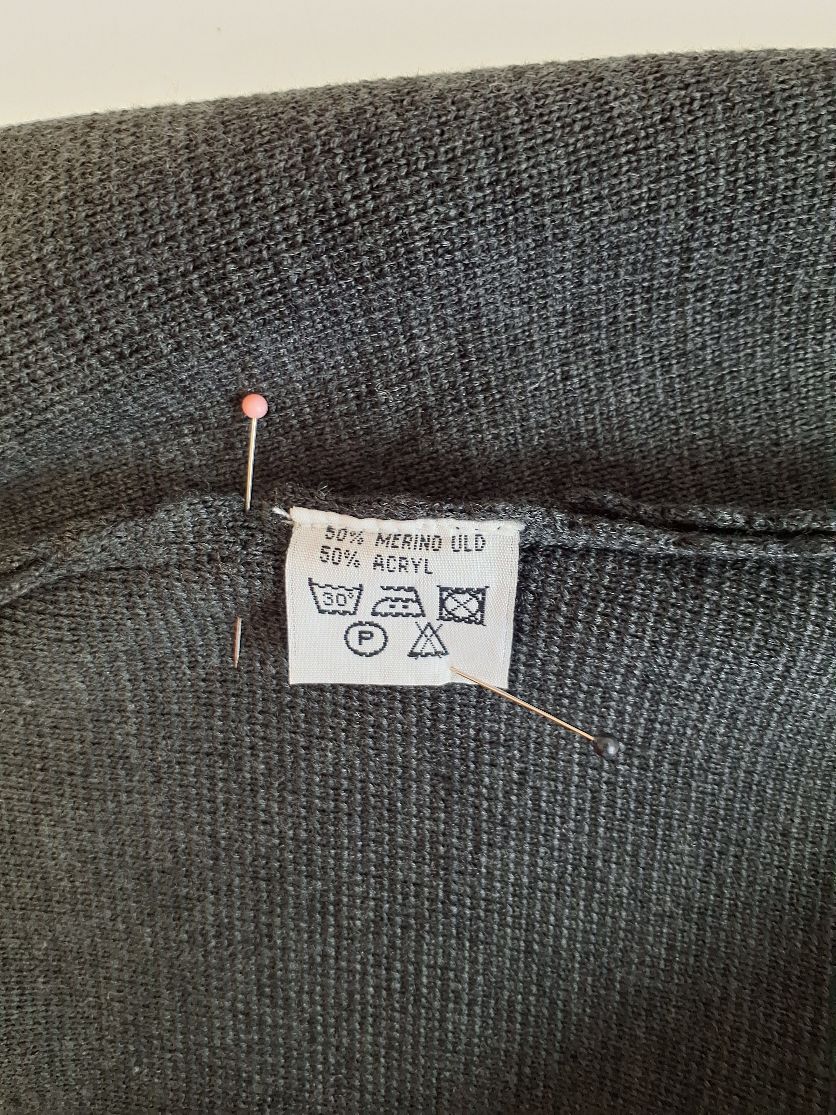 50% MERINO ULD
50% ACRYL
30°
P